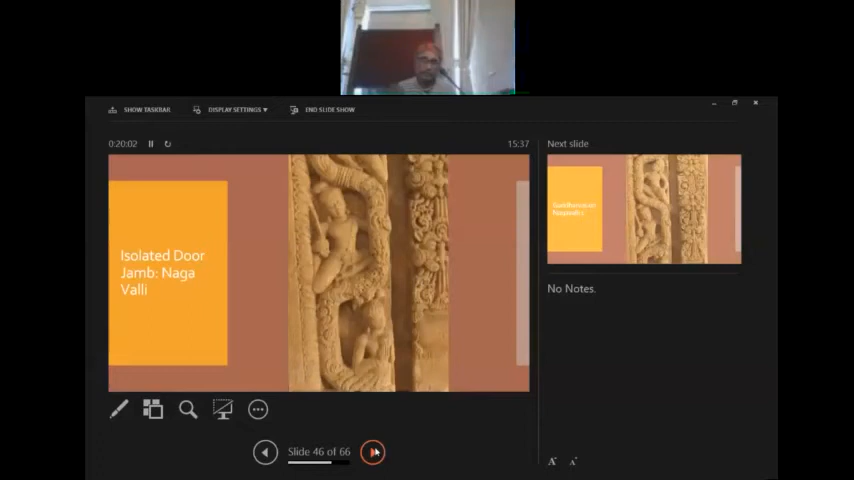 SHOW TASKBAR
DISPLAY SETTINGS ▼
END SLIDE SHOW
0:20:02
15:37
Next slide
Isolated Door
Jamb: Naga
Valli
No Notes.
A
A
Slide 46 of 66